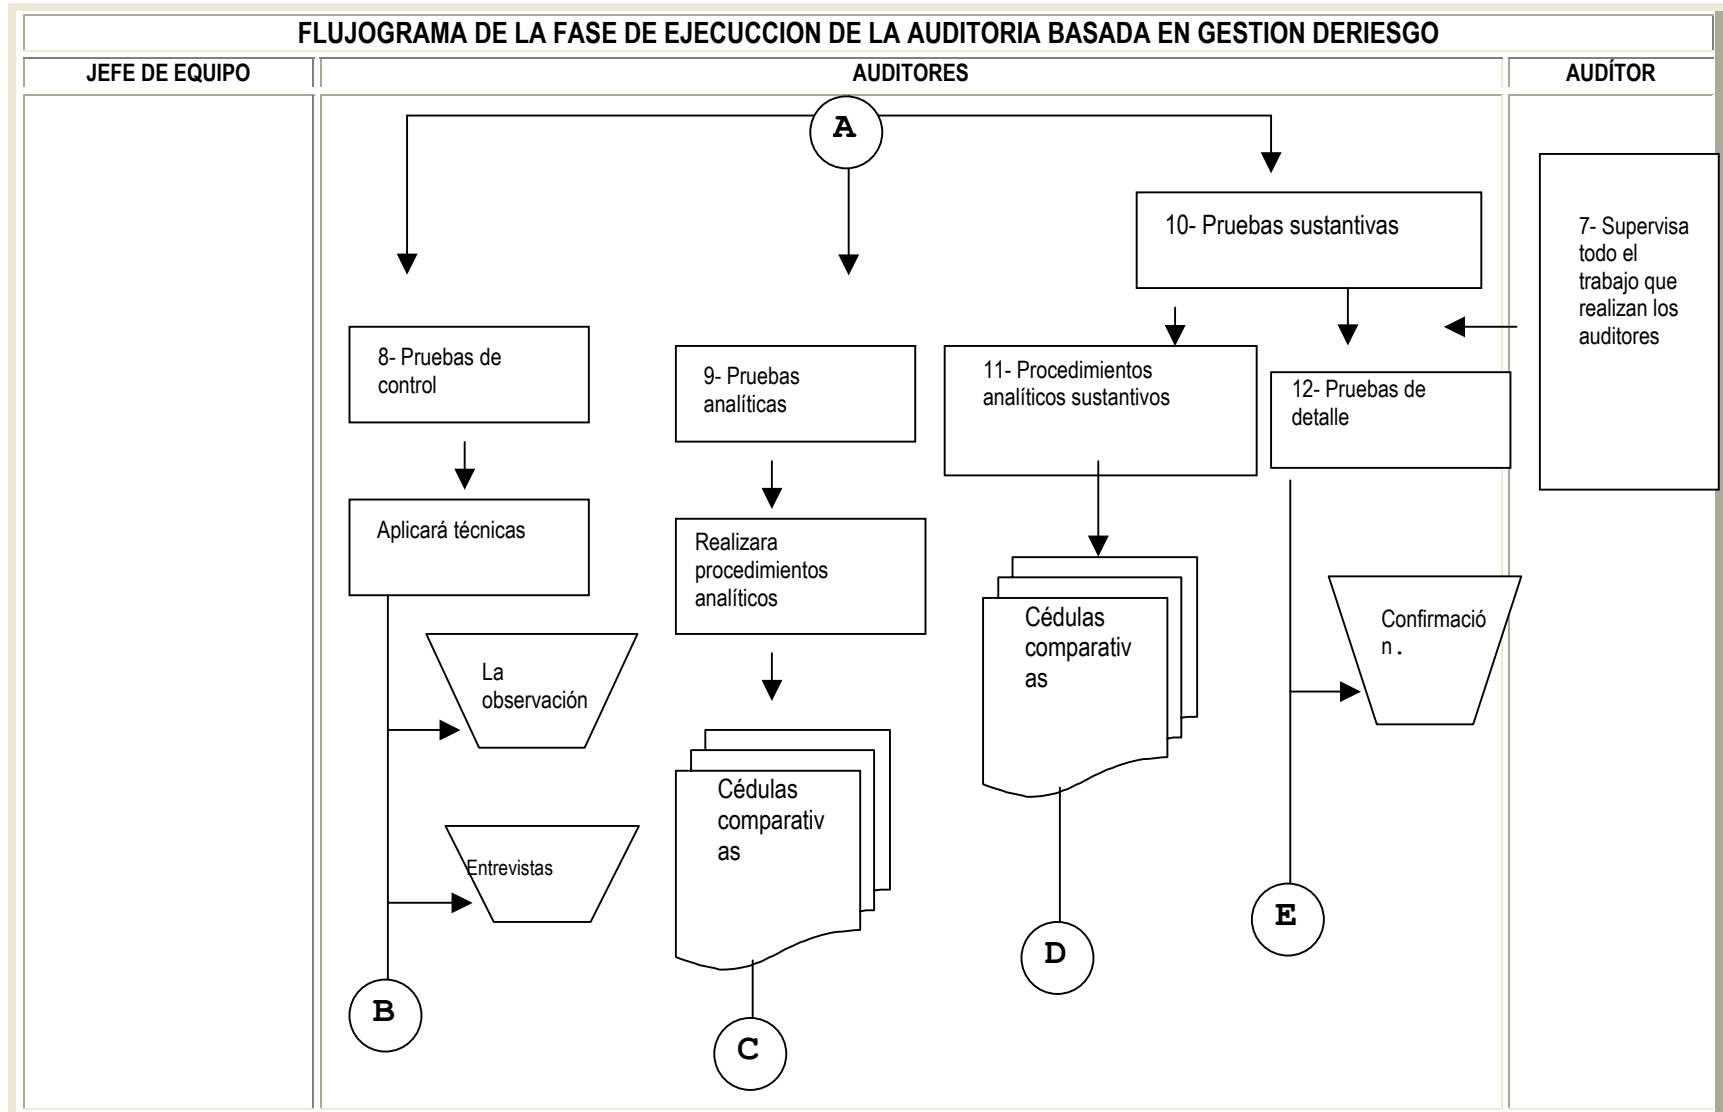 FLUJOGRAMA DE LA FASE DE EJECUCCION DE LA AUDITORIA BASADA EN GESTION DERIESGO
JEFE DE EQUIPO
AUDITORES
AUDÍTOR
A
10- Pruebas sustantivas
7- Supervisa
todo el
trabajo que
realizan los
auditores
8- Pruebas de
control
9- Pruebas
analíticas
11- Procedimientos
analíticos sustantivos
12- Pruebas de
detalle
Aplicará técnicas
Realizara
procedimientos
analíticos
Cédulas
comparativ
as
Confirmació
n .
La
observación
Cédulas
comparativ
as
Entrevistas
E
D
B
C